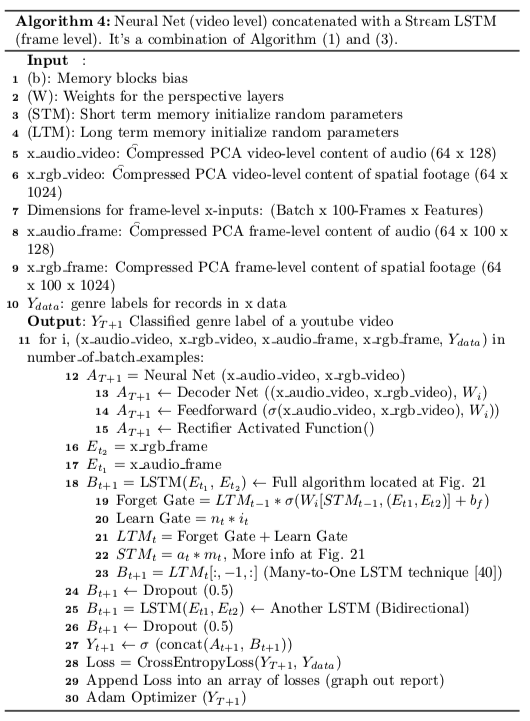 Algorithm 4: Neural Net (video level) concatenated with a Stream LSTM
(frame level). It's a combination of Algorithm (1) and (3).
Input :
1 (b): Memory blocks bias
2 (W): Weights for the perspective layers
3 (STM): Short term memory initialize random parameters
4 (LTM): Long term memory initialize random parameters
5 x_audio_video: Compressed PCA video-level content of audio (64 x 128)
6 x_rgb_video: Compressed PCA video-level content of spatial footage (64 x
1024)
7 Dimensions for frame-level x-inputs: (Batch x 100-Frames x Features)
8 x_audio_frame: Compressed PCA frame-level content of audio (64 x 100 x
128)
9 x_rgb_frame: Compressed PCA frame-level content of spatial footage (64
x 100 x 1024)
10 Y_{data}: genre labels for records in x data
Output: Y_{T+1} Classified genre label of a youtube video
11 for i, (x_audio_video, x_rgb_video, x_audio_frame, x_rgb_frame, Y_{data}) in
number_of_batch_examples:
12 A_{T+1} = Neural Net (x_audio_video, x_rgb_video)
13 A_{T+1} ← Decoder Net ((x_audio_video, x_rgb_video), W_i)
14 A_{T+1} ← Feedforward (σ(x_audio_video, x_rgb_video), W_i))
15 A_{T+1} ← Rectifier Activated Function()
16 E_{t_2} = x_rgb_frame
17 E_{t_1} = x_audio_frame
18 B_{t+1} = LSTM(E_{t_1}, E_{t_2}) ← Full algorithm located at Fig. 21
19 Forget Gate = LTM_{t−1} * σ(W_i[STM_{t−1}, (E_{t1}, E_{t2})] + b_f)
20 Learn Gate = n_t * i_t
21 LTM_t = Forget Gate + Learn Gate
22 STM_t = a_t * m_t, More info at Fig. 21
23 B_{t+1} = LTM_t[:, −1, :] (Many-to-One LSTM technique [40])
24 B_{t+1} ← Dropout (0.5)
25 B_{t+1} = LSTM(E_{t1}, E_{t2}) ← Another LSTM (Bidirectional)
26 B_{t+1} ← Dropout (0.5)
27 Y_{t+1} ← σ (concat(A_{t+1}, B_{t+1}))
28 Loss = CrossEntropyLoss(Y_{T+1}, Y_{data})
29 Append Loss into an array of losses (graph out report)
30 Adam Optimizer (Y_{T+1})